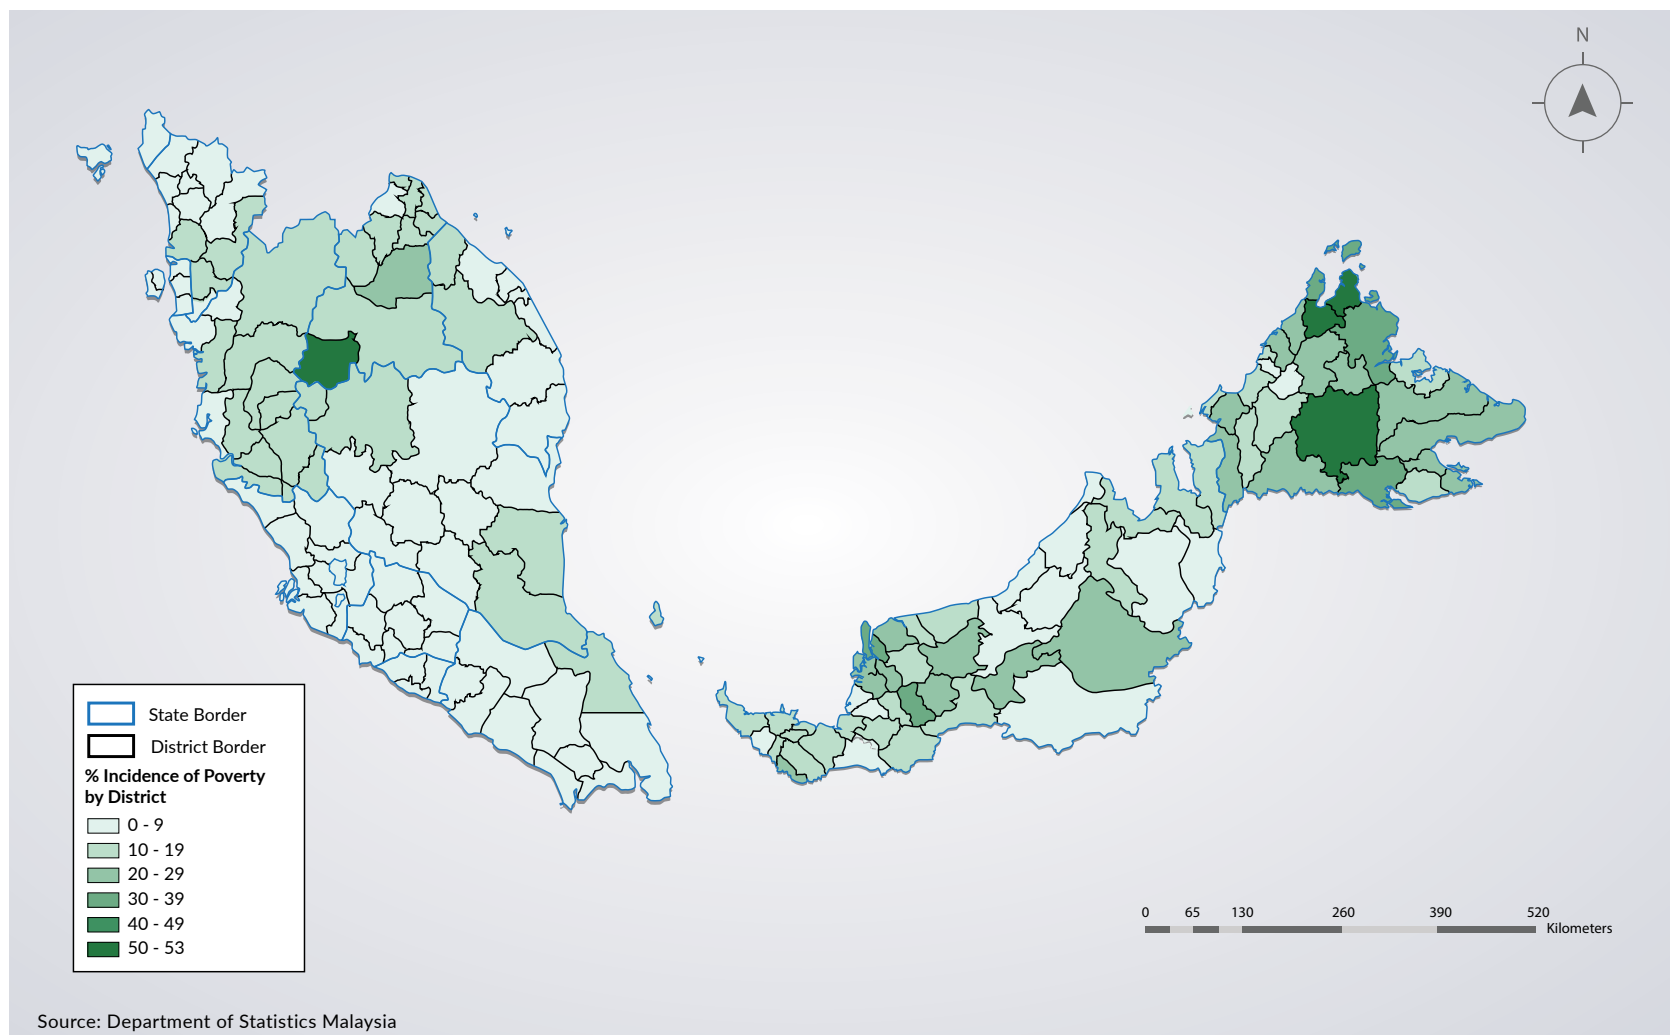 N
State Border
District Border
% Incidence of Poverty
by District
0 - 9
10 - 19
20 - 29
30 - 39
40 - 49
50 - 53
0 65 130 260 390 520
Kilometers
Source: Department of Statistics Malaysia